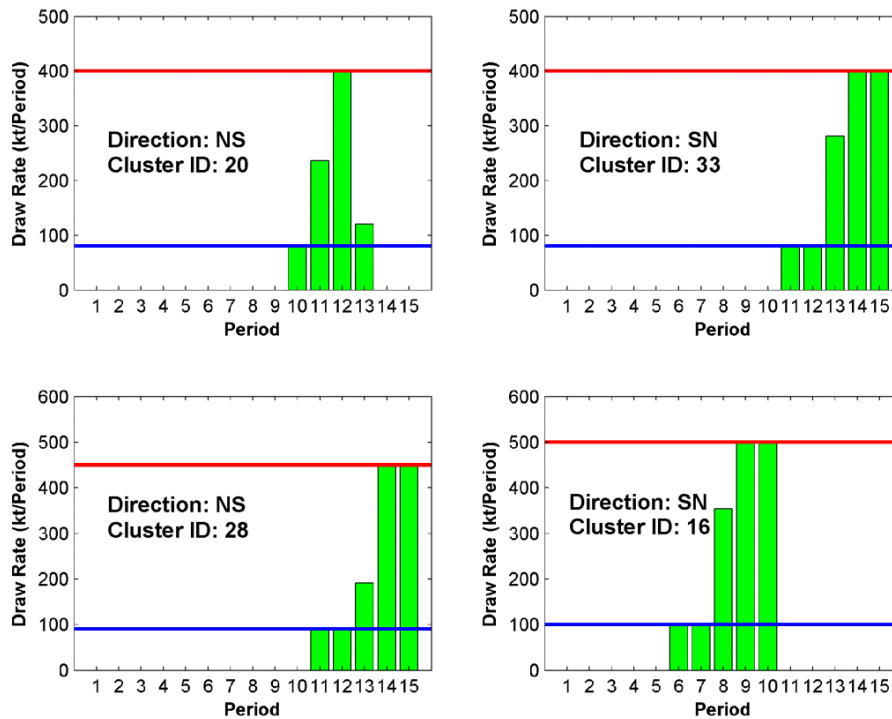 500
400
300
200
100
0
Draw Rate (kt/Period)
Direction: NS
Cluster ID: 20
1 2 3 4 5 6 7 8 9 10 11 12 13 14 15
Period
500
400
300
200
100
0
Draw Rate (kt/Period)
Direction: SN
Cluster ID: 33
1 2 3 4 5 6 7 8 9 10 11 12 13 14 15
Period
600
500
400
300
200
100
0
Draw Rate (kt/Period)
Direction: NS
Cluster ID: 28
1 2 3 4 5 6 7 8 9 10 11 12 13 14 15
Period
600
500
400
300
200
100
0
Draw Rate (kt/Period)
Direction: SN
Cluster ID: 16
1 2 3 4 5 6 7 8 9 10 11 12 13 14 15
Period